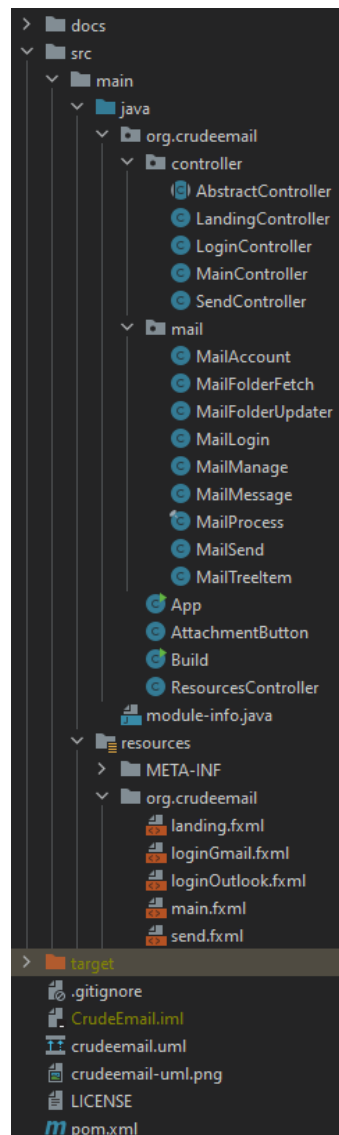 docs
src
main
java
org.crudeemail
controller
AbstractController
LandingController
LoginController
MainController
SendController
mail
MailAccount
MailFolderFetch
MailFolderUpdater
MailLogin
MailManage
MailMessage
MailProcess
MailSend
MailTreeItem
App
AttachmentButton
Build
ResourcesController
module-info.java
resources
META-INF
org.crudeemail
landing.fxml
loginGmail.fxml
loginOutlook.fxml
main.fxml
send.fxml
target
.gitignore
CrudeEmail.iml
crudeemail.uml
crudeemail-uml.png
LICENSE
pom.xml